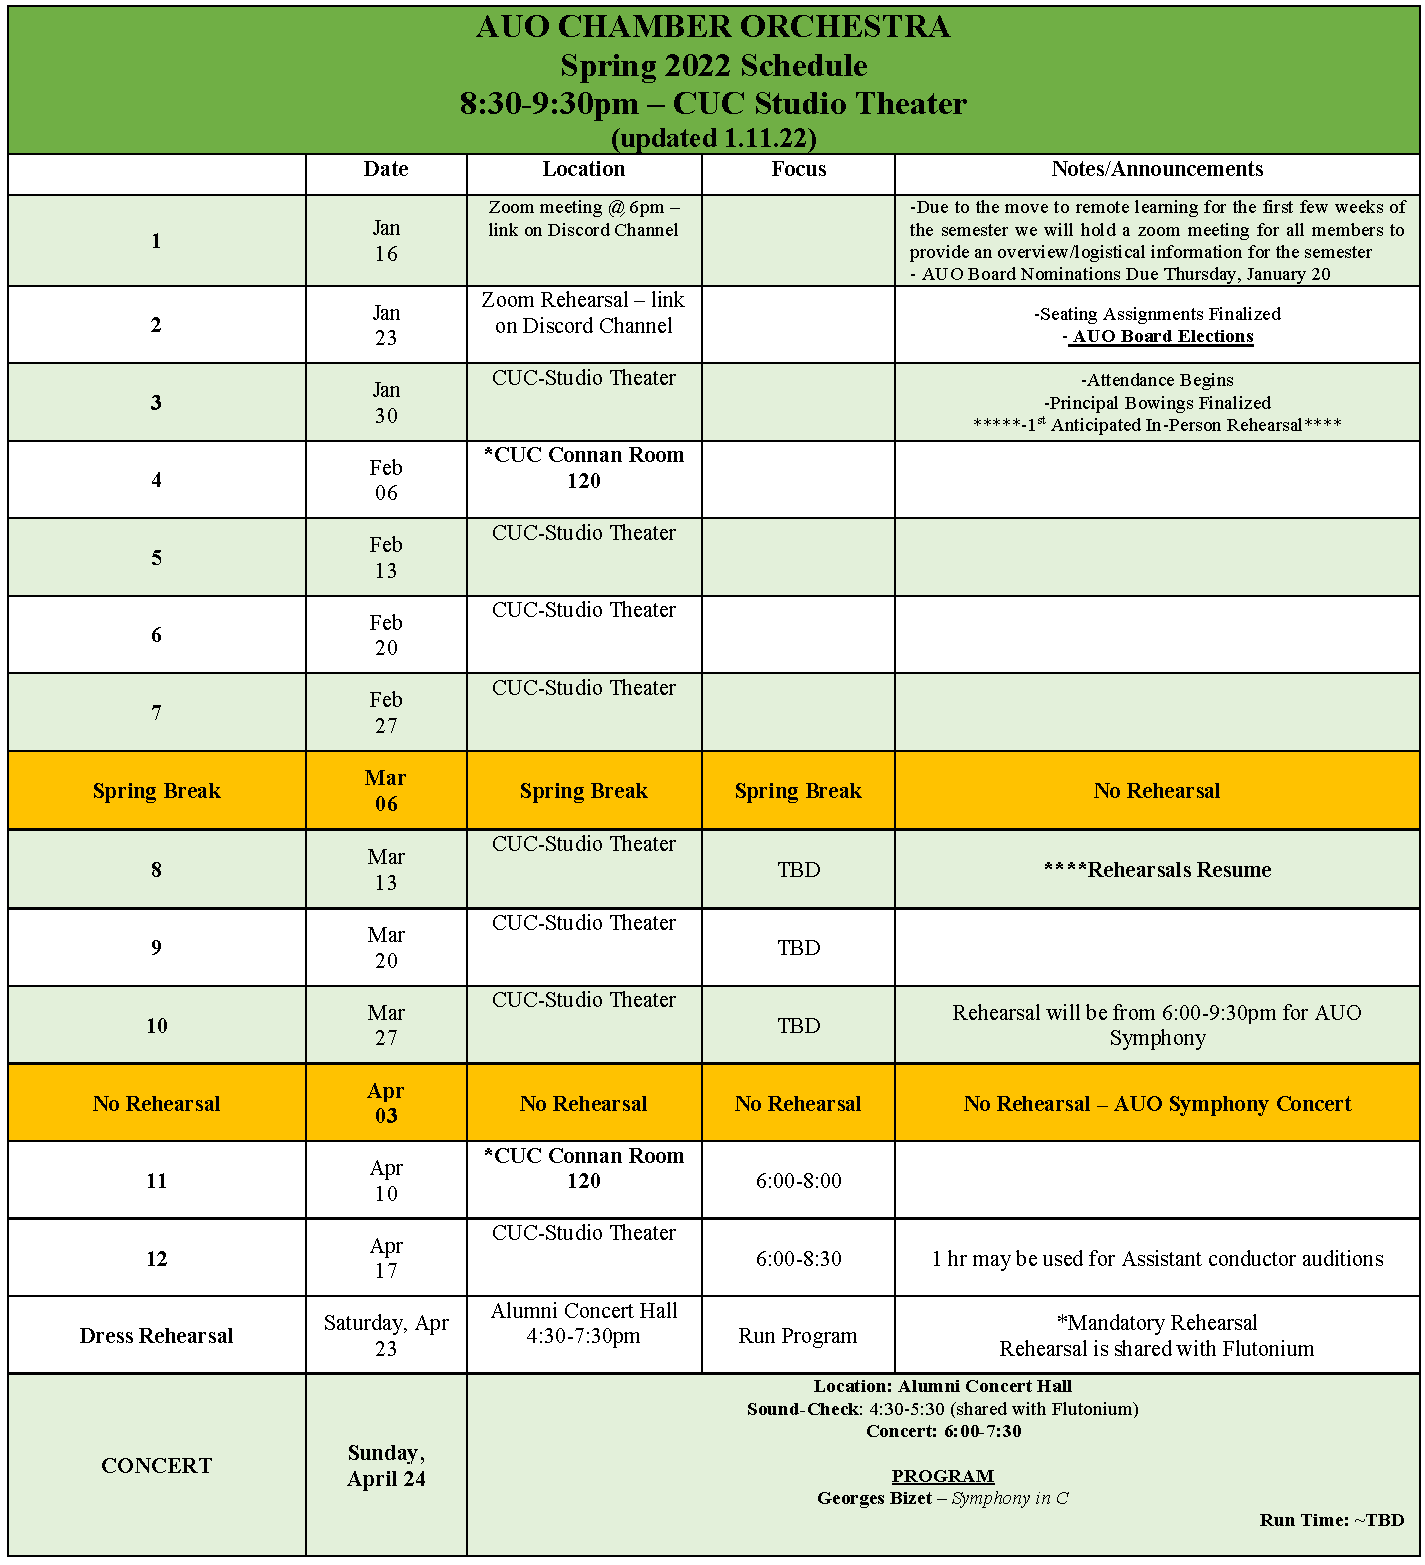 AUO CHAMBER ORCHESTRA
Spring 2022 Schedule
8:30-9:30pm – CUC Studio Theater
(updated 1.11.22)
Date Location Focus Notes/Announcements
1
Jan
16
Zoom meeting @ 6pm –
link on Discord Channel
-Due to the move to remote learning for the first few weeks of
the semester we will hold a zoom meeting for all members to
provide an overview/logistical information for the semester
- AUO Board Nominations Due Thursday, January 20
2
Jan
23
Zoom Rehearsal – link
on Discord Channel
-Seating Assignments Finalized
- AUO Board Elections
3
Jan
30
CUC-Studio Theater
-Attendance Begins
-Principal Bowings Finalized
*****-1st Anticipated In-Person Rehearsal****
4
Feb
06
*CUC Connan Room
120
5
Feb
13
CUC-Studio Theater
6
Feb
20
CUC-Studio Theater
7
Feb
27
CUC-Studio Theater
Spring Break
Mar
06
Spring Break
Spring Break
No Rehearsal
8
Mar
13
CUC-Studio Theater
TBD
****Rehearsals Resume
9
Mar
20
CUC-Studio Theater
TBD
10
Mar
27
CUC-Studio Theater
TBD
Rehearsal will be from 6:00-9:30pm for AUO
Symphony
No Rehearsal
Apr
03
No Rehearsal
No Rehearsal
No Rehearsal – AUO Symphony Concert
11
Apr
10
*CUC Connan Room
120
6:00-8:00
12
Apr
17
CUC-Studio Theater
6:00-8:30
1 hr may be used for Assistant conductor auditions
Dress Rehearsal
Saturday, Apr
23
Alumni Concert Hall
4:30-7:30pm
Run Program
*Mandatory Rehearsal
Rehearsal is shared with Flutonium
CONCERT
Sunday,
April 24
Location: Alumni Concert Hall
Sound-Check: 4:30-5:30 (shared with Flutonium)
Concert: 6:00-7:30
PROGRAM
Georges Bizet – Symphony in C
Run Time: ~TBD